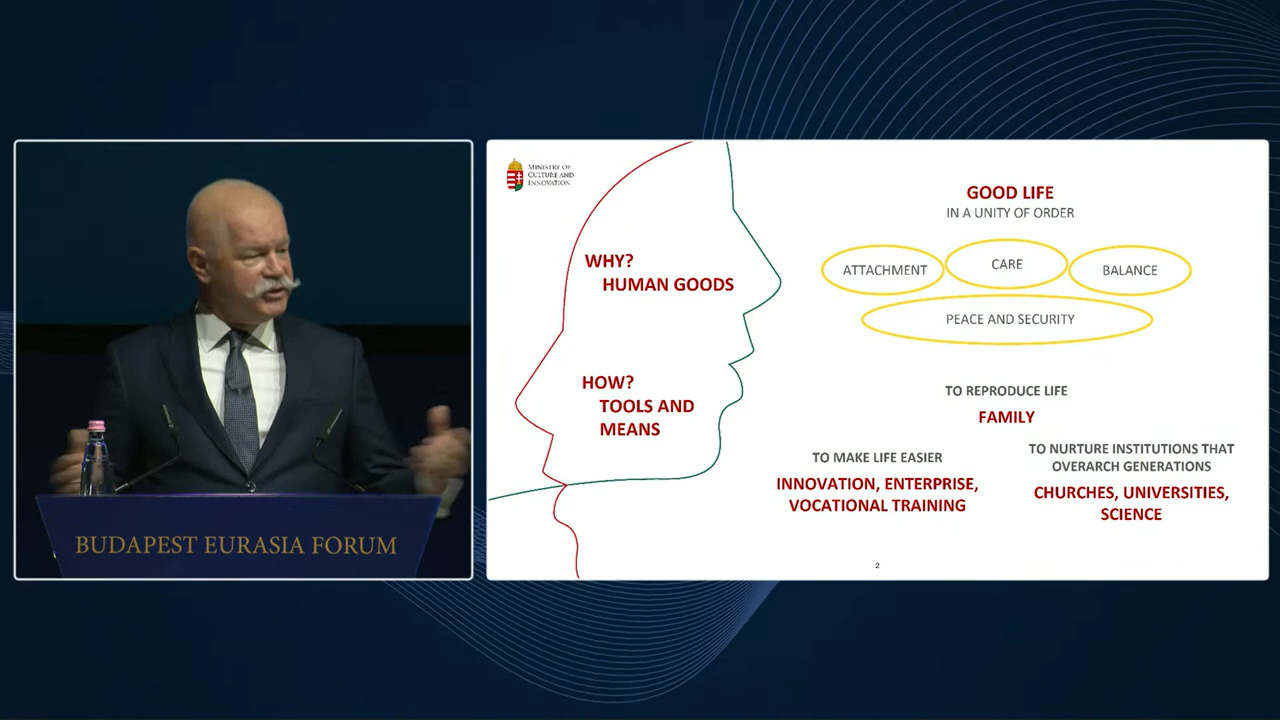 BUDAPEST EURASIA FORUM
MINISTRY OF
CULTURE AND
INNOVATION
WHY?
HUMAN GOODS
HOW?
TOOLS AND
MEANS
GOOD LIFE
IN A UNITY OF ORDER
ATTACHMENT
CARE
BALANCE
PEACE AND SECURITY
TO REPRODUCE LIFE
FAMILY
TO MAKE LIFE EASIER
INNOVATION, ENTERPRISE,
VOCATIONAL TRAINING
TO NURTURE INSTITUTIONS THAT
OVERARCH GENERATIONS
CHURCHES, UNIVERSITIES,
SCIENCE
2